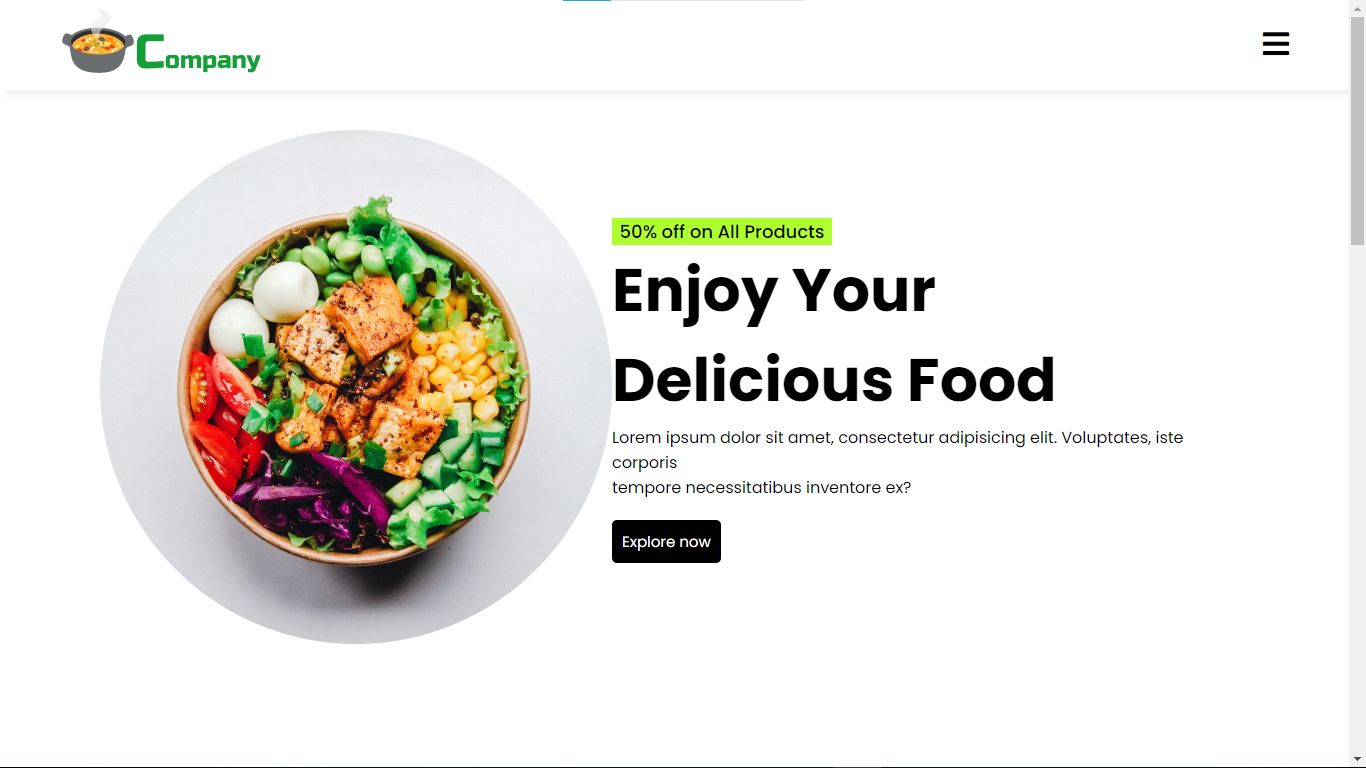 Company
50% off on All Products
Enjoy Your
Delicious Food
Lorem ipsum dolor sit amet, consectetur adipisicing elit. Voluptates, iste
corporis
tempore necessitatibus inventore ex?
Explore now